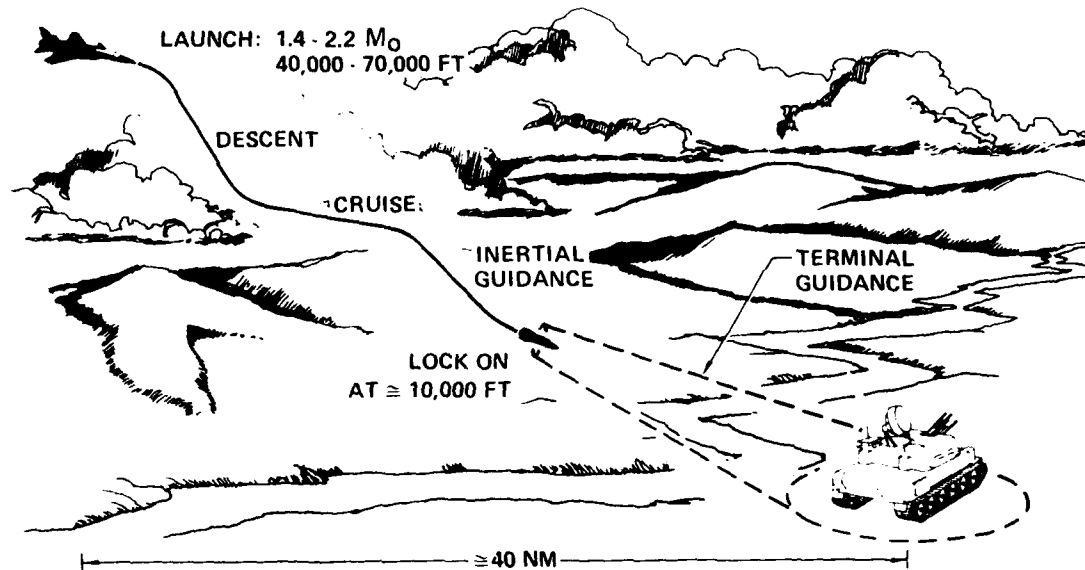 LAUNCH: 1.4 - 2.2 M₀
40,000 - 70,000 FT
DESCENT
CRUISE
INERTIAL
GUIDANCE
TERMINAL
GUIDANCE
LOCK ON
AT ≅ 10,000 FT
≅40 NM